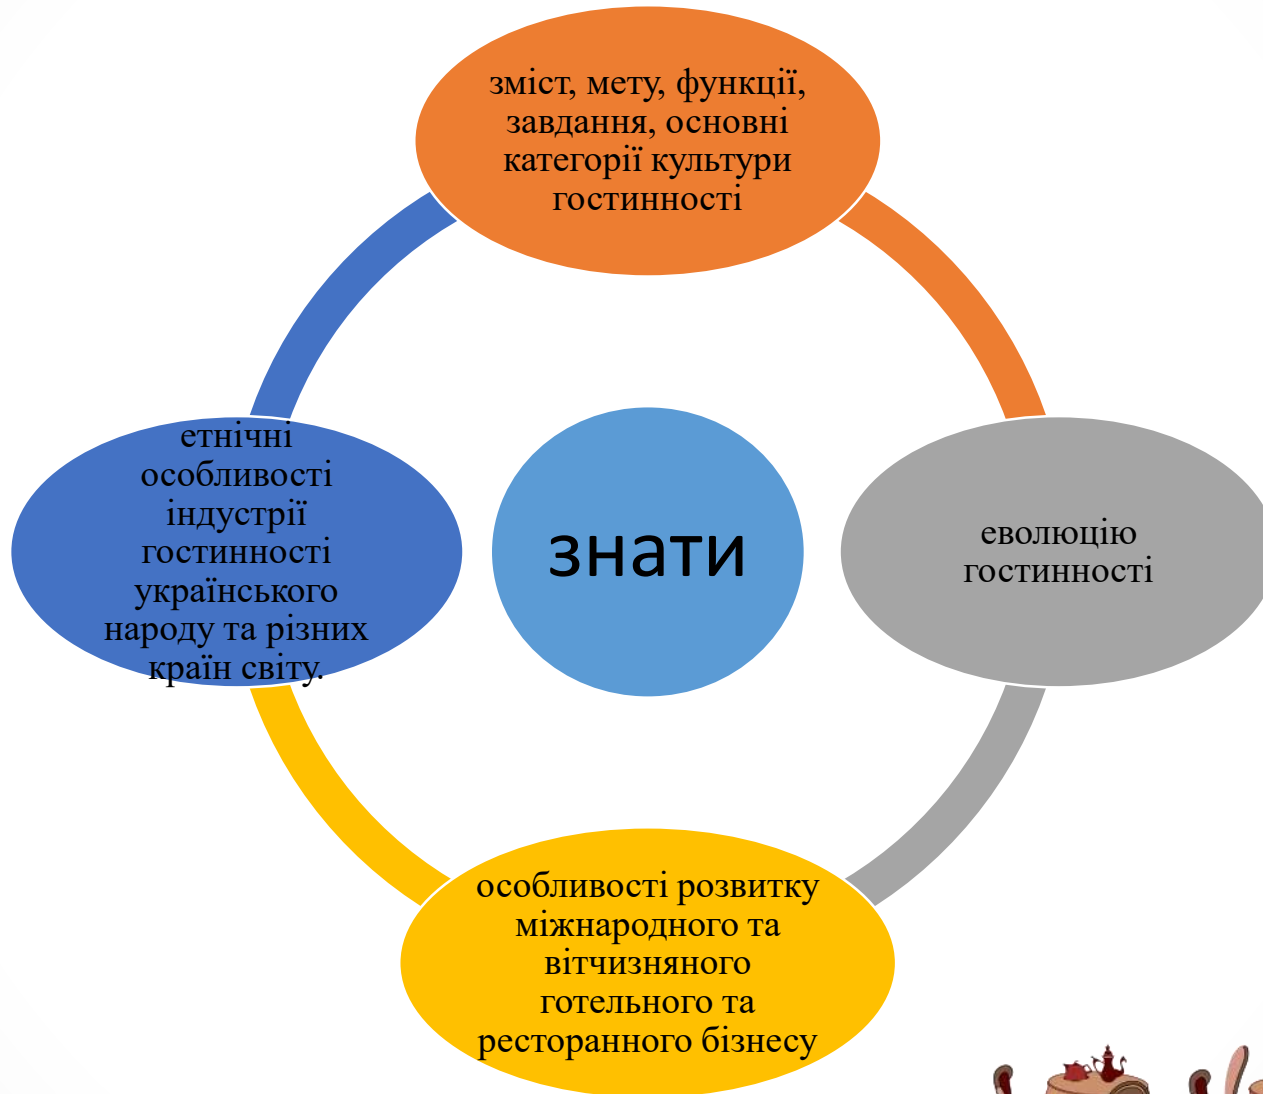 зміст, мету, функції,
завдання, основні
категорії культури
гостинності
еволюцію
гостинності
особливості розвитку
міжнародного та
вітчизняного
готельного та
ресторанного бізнесу
етнічні
особливості
індустрії
гостинності
українського
народу та різних
країн світу.
знати